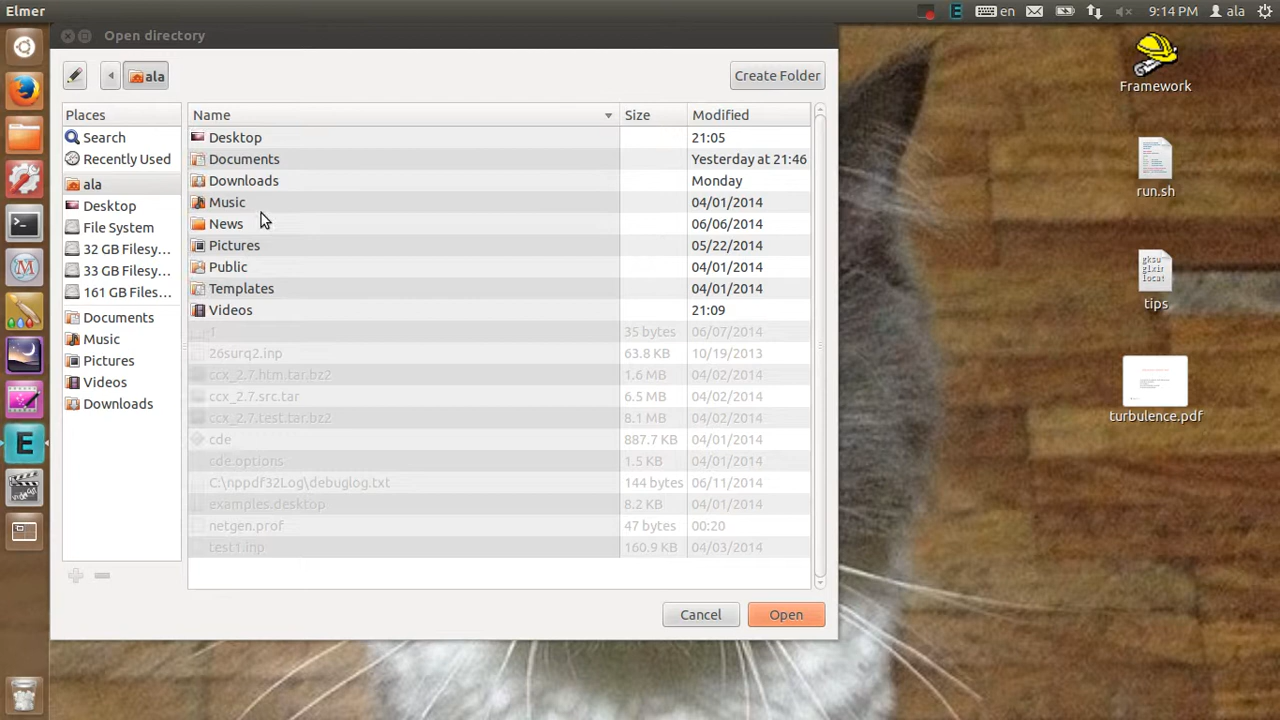 Elmer
en
9:14 PM
ala
Open directory
ala
Create Folder
Places
Search
Recently Used
ala
Desktop
File System
32 GB Filesy...
33 GB Filesy...
161 GB Files...
Documents
Music
Pictures
Videos
Downloads
Name Size Modified
Desktop 21:05
Documents Yesterday at 21:46
Downloads Monday
Music 04/01/2014
News 06/06/2014
Pictures 05/22/2014
Public 04/01/2014
Templates 04/01/2014
Videos 21:09
1 35 bytes 06/07/2014
26surq2.inp 63.8 KB 10/19/2013
ccx_2.7.htm.tar.bz2 1.6 MB 04/02/2014
ccx_2.7.src.tar 6.5 MB 04/02/2014
ccx_2.7.test.tar.bz2 8.1 MB 04/02/2014
cde 887.7 KB 04/01/2014
cde.options 1.5 KB 04/01/2014
C:\nppdf32Log\debuglog.txt 144 bytes 06/11/2014
examples.desktop 8.2 KB 04/01/2014
netgen.prof 47 bytes 00:20
test1.inp 160.9 KB 04/03/2014
Cancel
Open
Framework
run.sh
gksu
glxir
locat
tips
turbulence.pdf